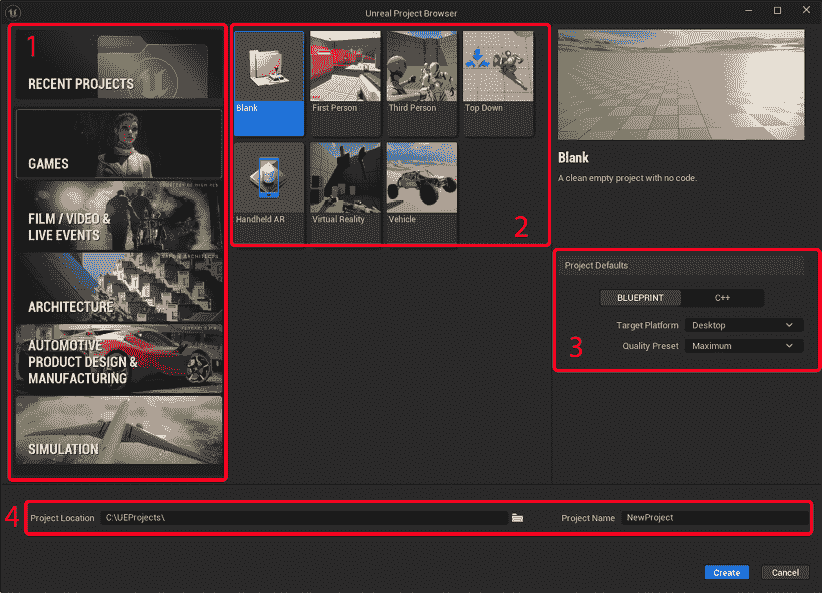 Unreal Project Browser
1
RECENT PROJECTS
GAMES
FILM / VIDEO &
LIVE EVENTS
ARCHITECTURE
AUTOMOTIVE
PRODUCT DESIGN &
MANUFACTURING
SIMULATION
Blank
First Person
Third Person
Top Down
Handheld AR
Virtual Reality
Vehicle
2
Blank
A clean empty project with no code.
Project Defaults
BLUEPRINT
C++
Target Platform
Desktop
Quality Preset
Maximum
3
4
Project Location
C:\UEProjects\
Project Name
NewProject
Create
Cancel